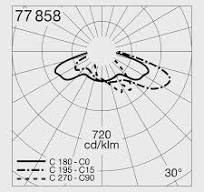 77 858
720
cd/klm
C 180 - C0
C 195 - C15
C 270 - C90
30°